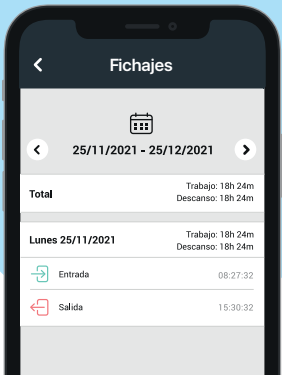 Fichajes
25/11/2021 - 25/12/2021
Total
Trabajo: 18h 24m
Descanso: 18h 24m
Lunes 25/11/2021
Trabajo: 18h 24m
Descanso: 18h 24m
Entrada 08:27:32
Salida 15:30:32